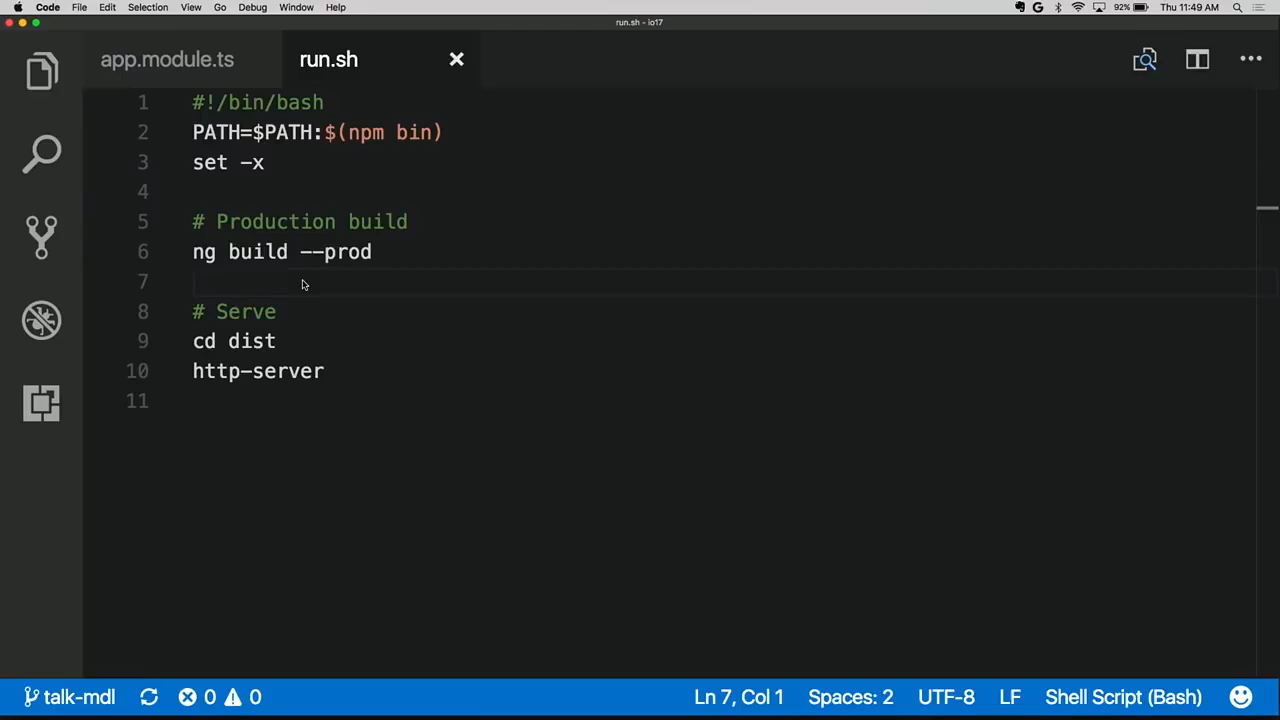 Code File Edit Selection View Go Debug Window Help 92% Thu 11:49 AM
run.sh - io17
app.module.ts run.sh
1 #!/bin/bash
2 PATH=$PATH:$(npm bin)
3 set -x
4
5 # Production build
6 ng build --prod
7
8 # Serve
9 cd dist
10 http-server
11
talk-mdl 0 0 Ln 7, Col 1 Spaces: 2 UTF-8 LF Shell Script (Bash)